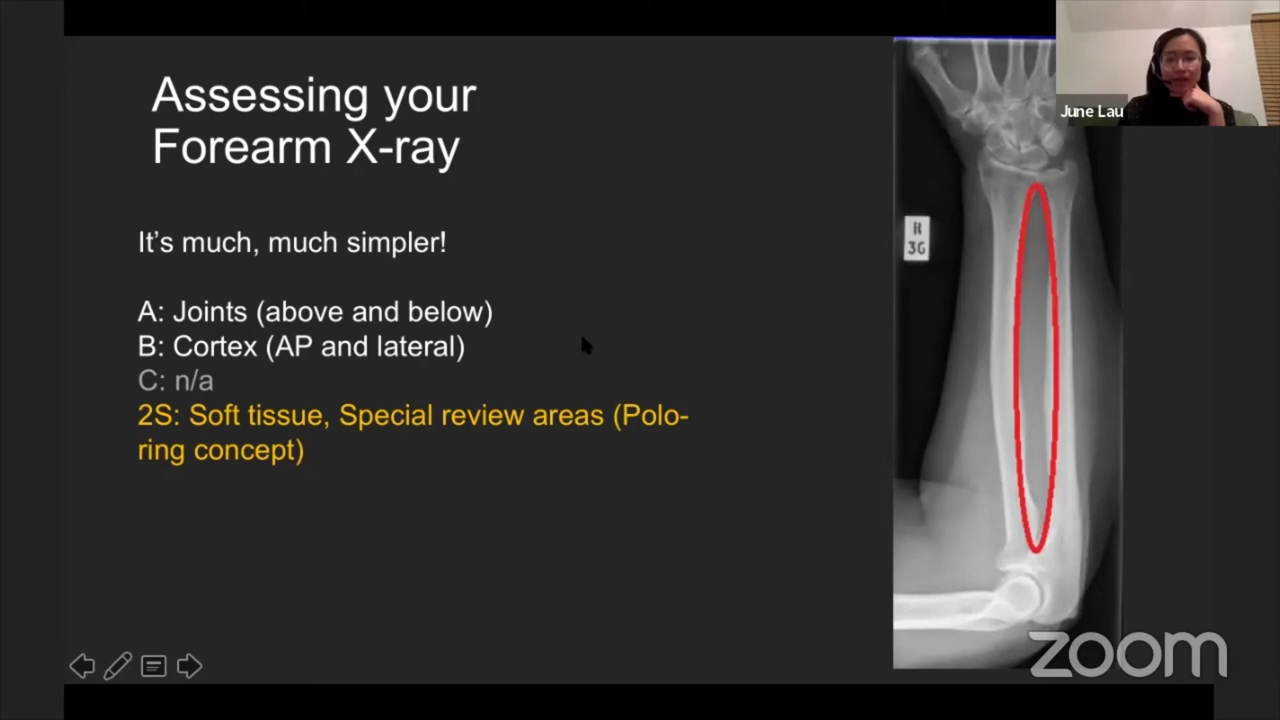 Assessing your
Forearm X-ray
June Lau
It's much, much simpler!
R
3G
A: Joints (above and below)
B: Cortex (AP and lateral)
C: n/a
2S: Soft tissue, Special review areas (Polo-
ring concept)
zoom